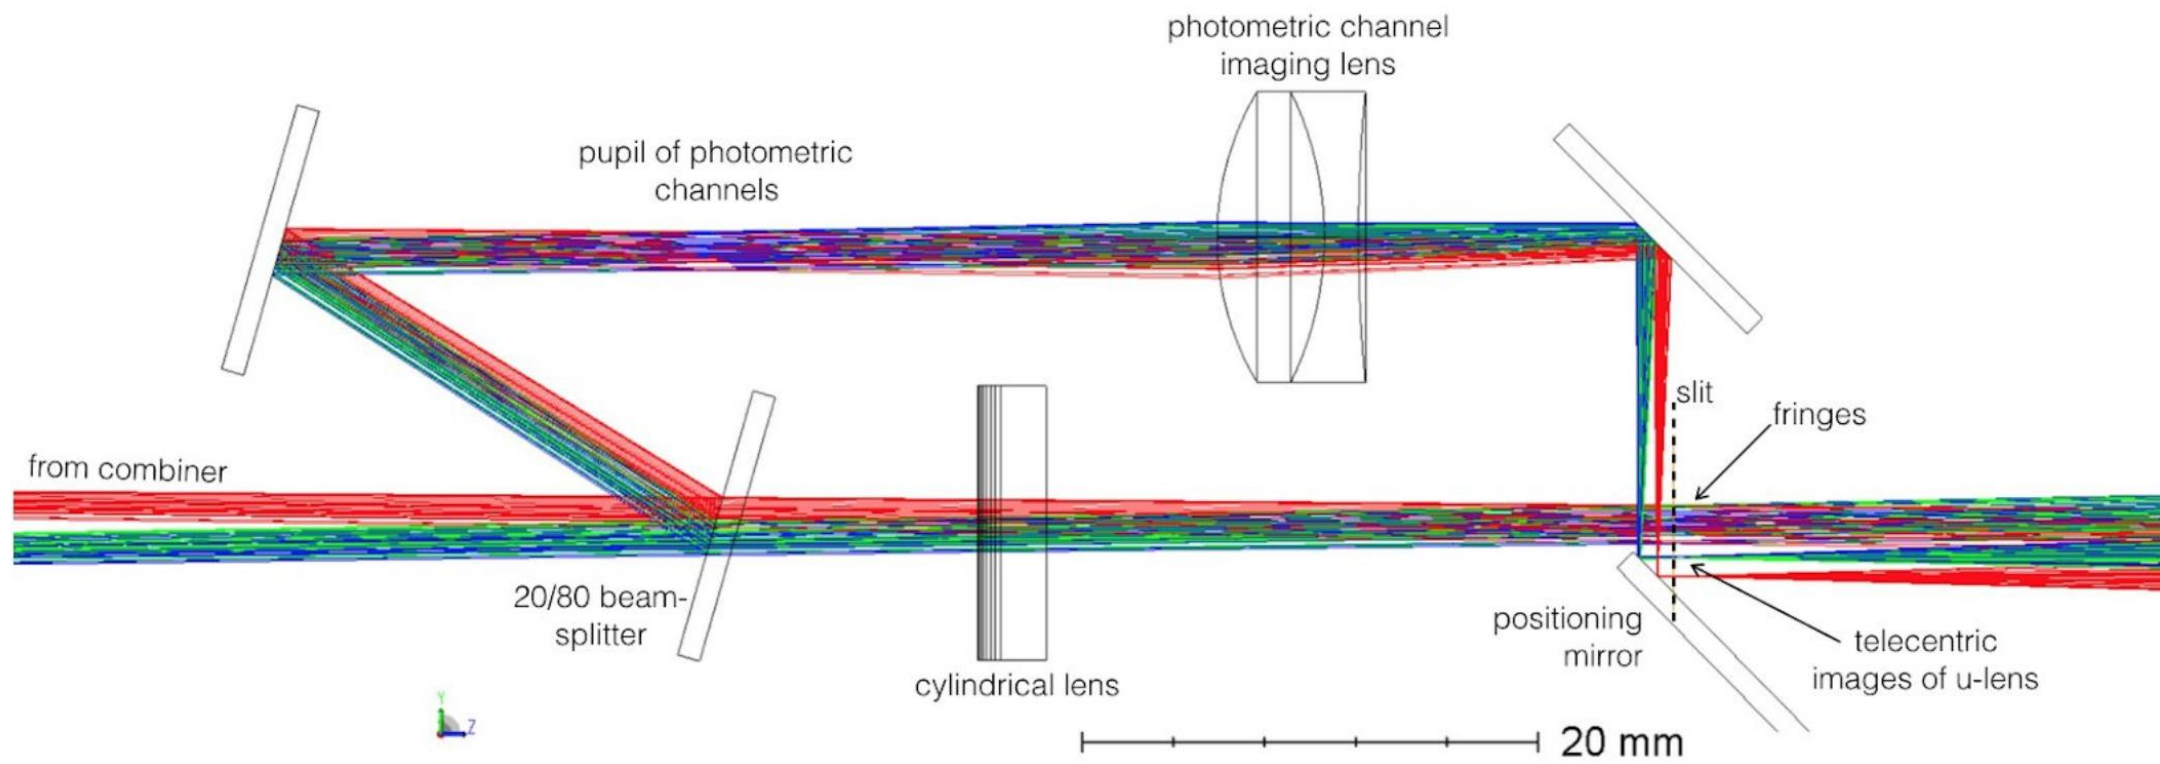 photometric channel
imaging lens
pupil of photometric
channels
slit
fringes
from combiner
20/80 beam-
splitter
positioning
mirror
telecentric
images of u-lens
cylindrical lens
Y
Z
20 mm